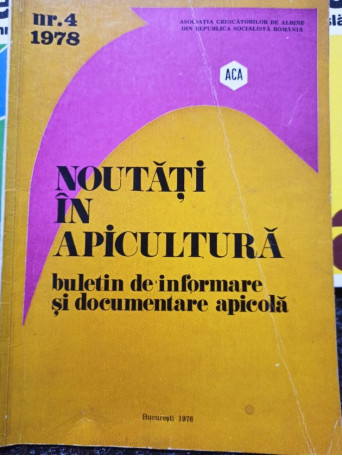 nr. 4
1978
ASOCIAȚIA CRESCĂTORILOR DE ALBINE
DIN REPUBLICA SOCIALISTĂ ROMÂNIA
ACA
NOUTĂȚI
ÎN
APICULTURĂ
buletin de informare
și documentare apicolă
București 1976